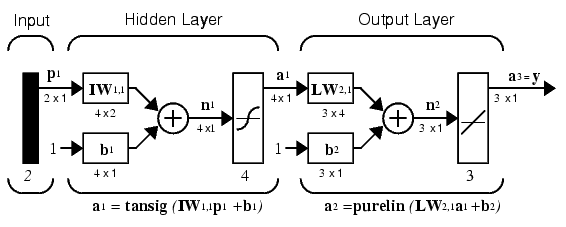 Input Hidden Layer Output Layer
p1 a1 a3 = y
IW1,1 LW2,1
2 x 1 n1 4 x 1 n2 3 x 1
4 x 2 4 x1 3 x 4 3 x 1
1 b1 1 b2
2 4 x 1 4 3 x 1 3
a1 = tansig (IW1,1p1 +b1) a2 =purelin (LW2,1a1 +b2)